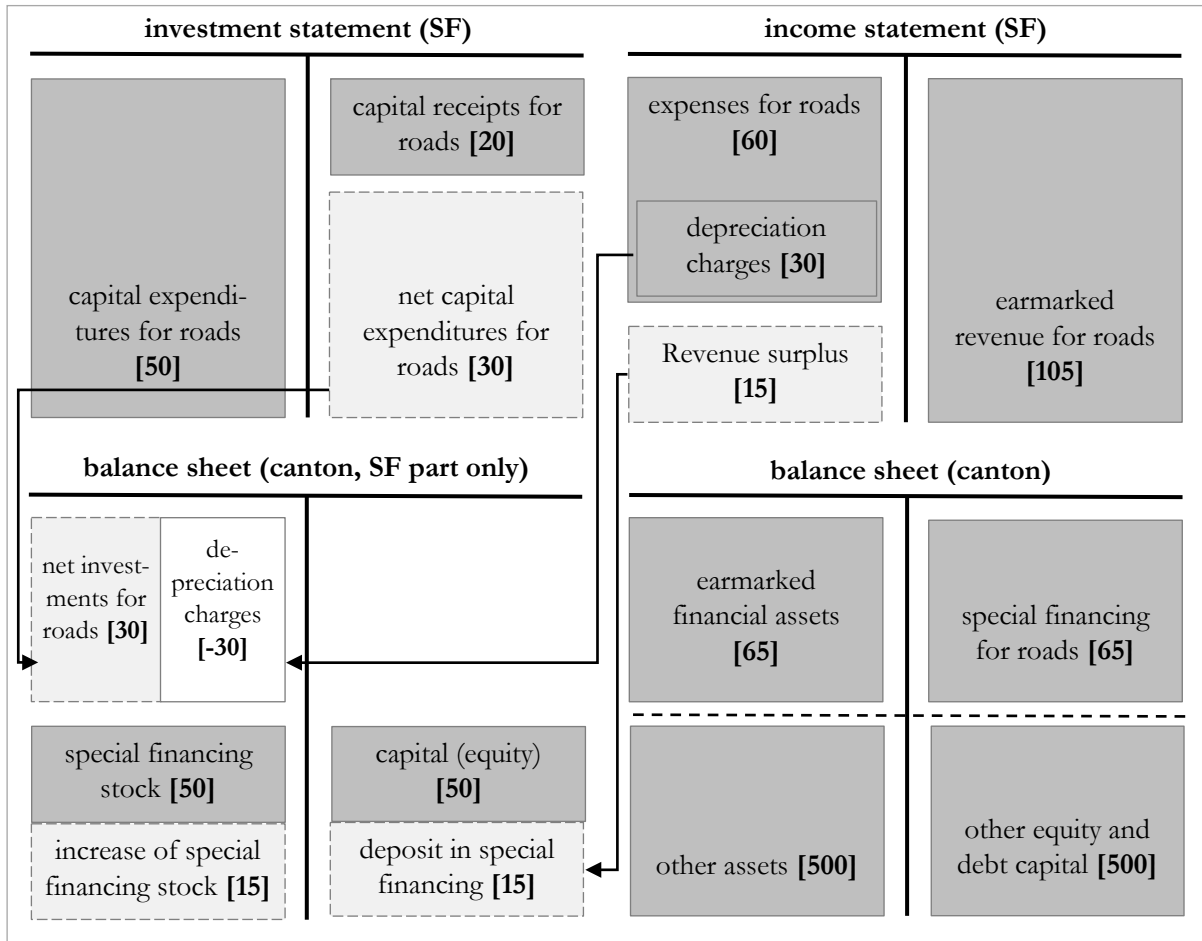 investment statement (SF)
capital expendi-
tures for roads
[50]
capital receipts for
roads [20]
net capital
expenditures for
roads [30]
income statement (SF)
expenses for roads
[60]
depreciation
charges [30]
Revenue surplus
[15]
earmarked
revenue for roads
[105]
balance sheet (canton, SF part only)
net invest-
ments for
roads [30]
de-
preciation
charges
[-30]
special financing
stock [50]
increase of special
financing stock [15]
capital (equity)
[50]
deposit in special
financing [15]
balance sheet (canton)
earmarked
financial assets
[65]
special financing
for roads [65]
other assets [500]
other equity and
debt capital [500]